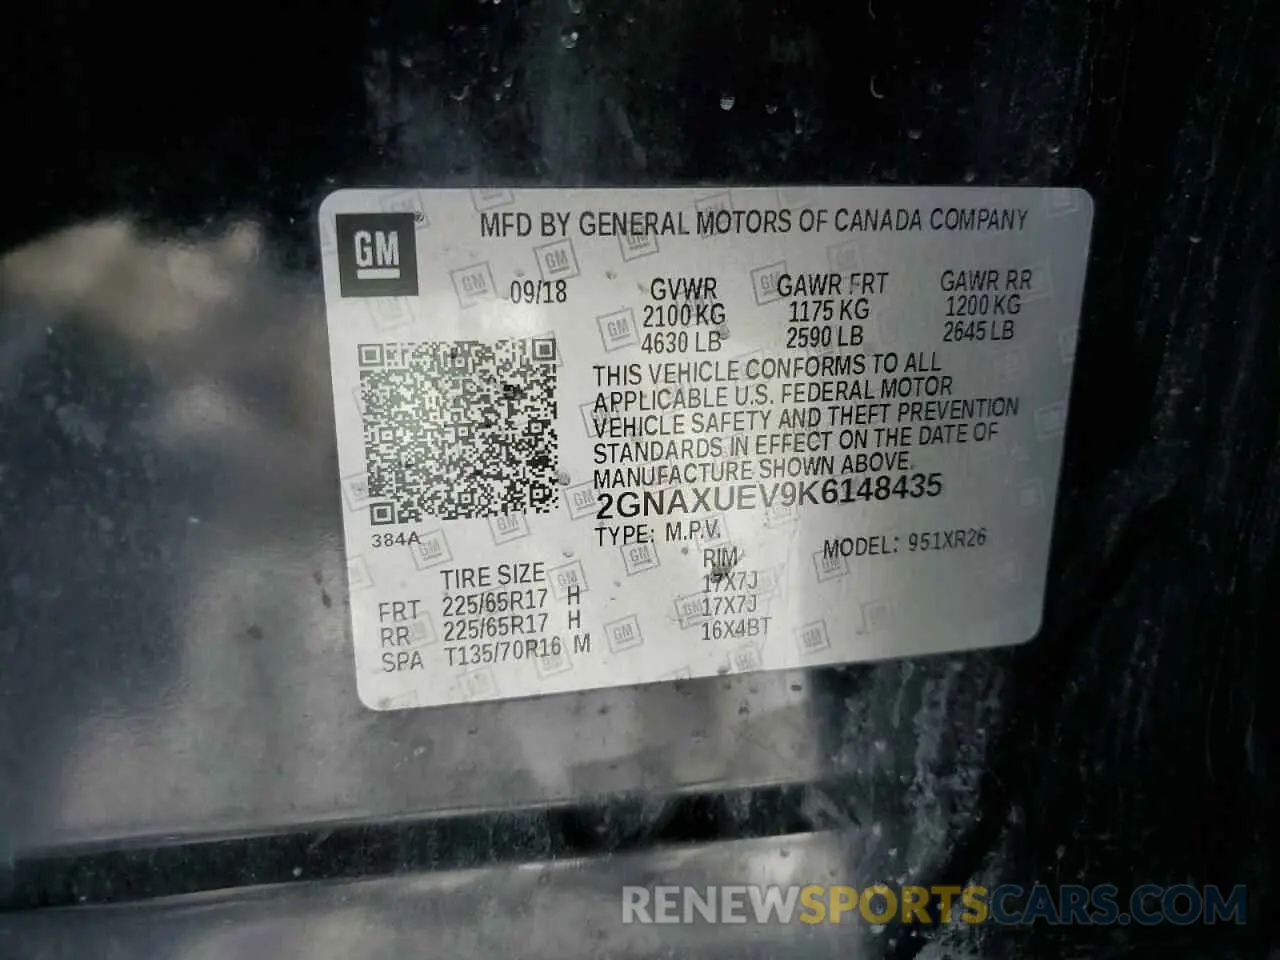 GM®
MFD BY GENERAL MOTORS OF CANADA COMPANY
09/18
GVWR GAWR FRT GAWR RR
2100 KG 1175 KG 1200 KG
4630 LB 2590 LB 2645 LB
THIS VEHICLE CONFORMS TO ALL
APPLICABLE U.S. FEDERAL MOTOR
VEHICLE SAFETY AND THEFT PREVENTION
STANDARDS IN EFFECT ON THE DATE OF
MANUFACTURE SHOWN ABOVE.
2GNAXUEV9K6148435
384A
TYPE: M.P.V.
MODEL: 951XR26
TIRE SIZE RIM
FRT 225/65R17 H 17X7J
RR 225/65R17 H 17X7J
SPA T135/70R16 M 16X4BT
RENEWSPORTSCARS.COM